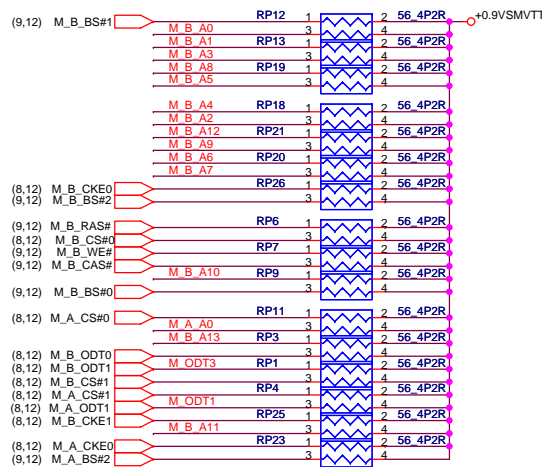 (9,12) M_B_BS#1 RP12 1 2 56_4P2R +0.9VSMVTT
M_B_A0 3 4
M_B_A1 RP13 1 2 56_4P2R
M_B_A3 3 4
M_B_A8 RP19 1 2 56_4P2R
M_B_A5 3 4
M_B_A4 RP18 1 2 56_4P2R
M_B_A2 3 4
M_B_A12 RP21 1 2 56_4P2R
M_B_A9 3 4
M_B_A6 RP20 1 2 56_4P2R
M_B_A7 3 4
(8,12) M_B_CKE0 RP26 1 2 56_4P2R
(9,12) M_B_BS#2 3 4
(9,12) M_B_RAS# RP6 1 2 56_4P2R
(8,12) M_B_CS#0 3 4
(9,12) M_B_WE# RP7 1 2 56_4P2R
(9,12) M_B_CAS# 3 4
M_B_A10 RP9 1 2 56_4P2R
(9,12) M_B_BS#0 3 4
(8,12) M_A_CS#0 RP11 1 2 56_4P2R
M_A_A0 3 4
M_B_A13 RP3 1 2 56_4P2R
(8,12) M_B_ODT0 3 4
(8,12) M_B_ODT1 M_ODT3 RP1 1 2 56_4P2R
(8,12) M_B_CS#1 3 4
(8,12) M_A_CS#1 RP4 1 2 56_4P2R
(8,12) M_A_ODT1 M_ODT1 3 4
(8,12) M_B_CKE1 RP25 1 2 56_4P2R
M_B_A11 3 4
(8,12) M_A_CKE0 RP23 1 2 56_4P2R
(9,12) M_A_BS#2 3 4